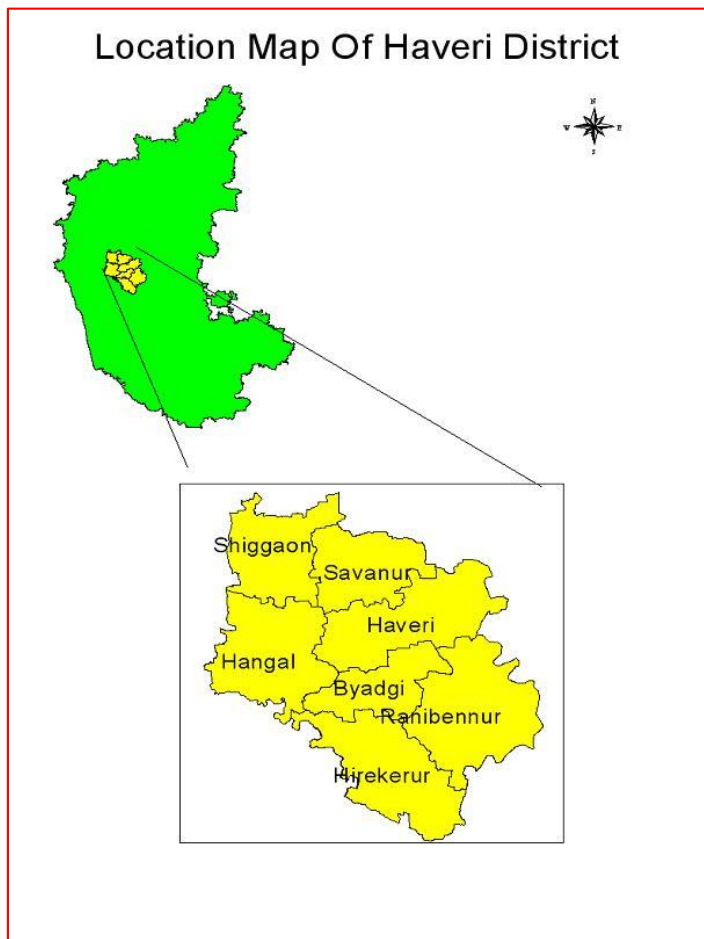 Location Map Of Haveri District
N
W E
S
Shiggaon
Savanur
Haveri
Hangal
Byadgi
Ranibennur
Hirekerur